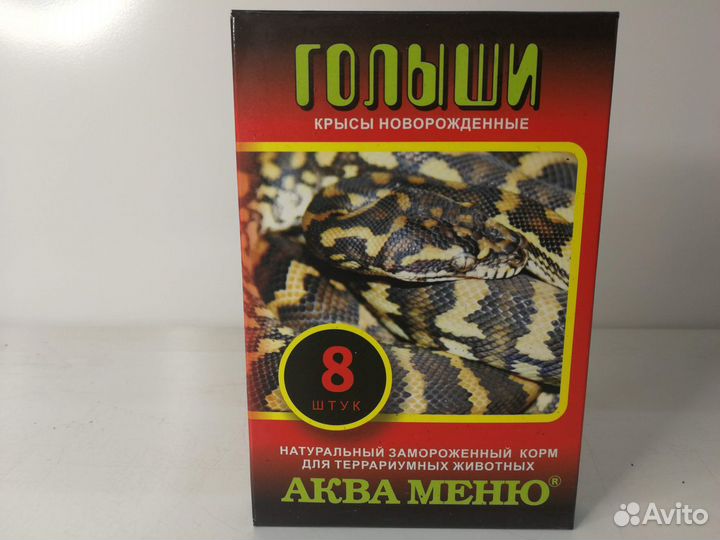 ГОЛЫШИ
КРЫСЫ НОВОРОЖДЕННЫЕ
8
ШТУК
НАТУРАЛЬНЫЙ ЗАМОРОЖЕННЫЙ КОРМ
ДЛЯ ТЕРРАРИУМНЫХ ЖИВОТНЫХ
АКВА МЕНЮ®
Avito